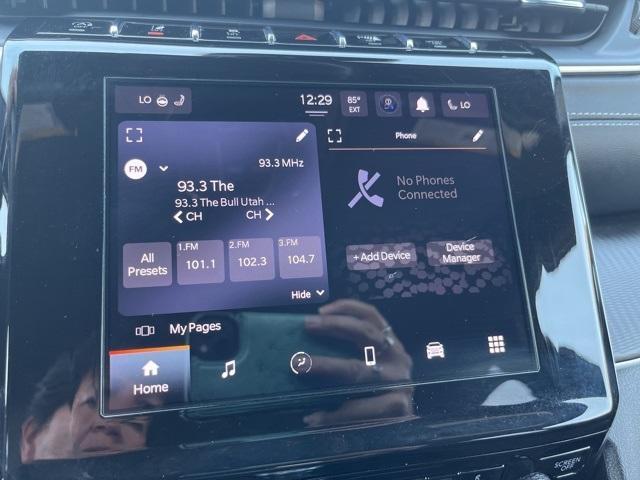 LO
12:29
85°
EXT
LO
FM
93.3 MHz
93.3 The
93.3 The Bull Utah ...
CH
CH
All
Presets
1.FM
101.1
2.FM
102.3
3.FM
104.7
Hide
Phone
No Phones
Connected
+ Add Device
Device
Manager
My Pages
Home
SCREEN
OFF